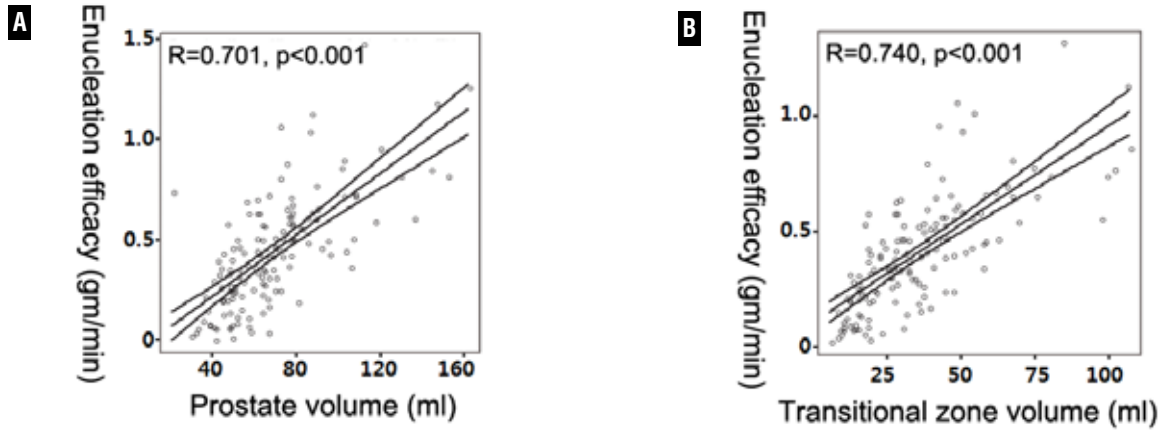 A
Enucleation efficacy (gm/min)
R=0.701, p<0.001
1.5
1.0
0.5
0
40 80 120 160
Prostate volume (ml)
B
Enucleation efficacy (gm/min)
R=0.740, p<0.001
1.0
0.5
0
25 50 75 100
Transitional zone volume (ml)